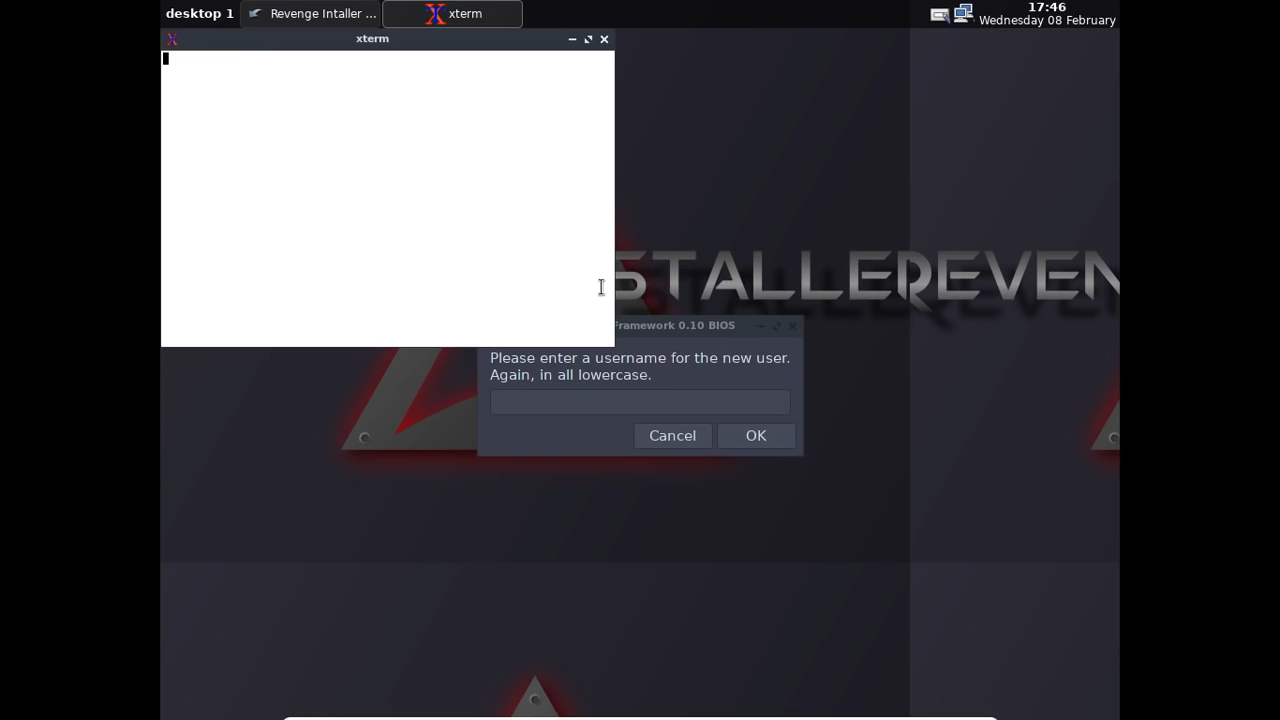 desktop 1
Revenge Intaller ...
xterm
17:46
Wednesday 08 February
xterm
STALLEREVEN
Framework 0.10 BIOS
Please enter a username for the new user.
Again, in all lowercase.
Cancel
OK